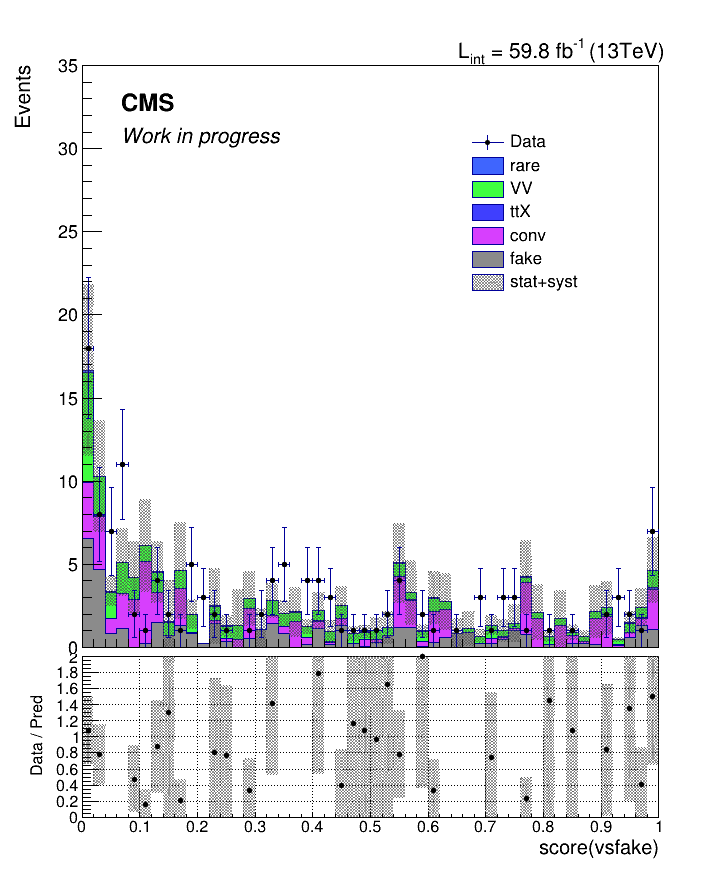 L_int = 59.8 fb^-1 (13TeV)
Events
35
CMS
Work in progress
30
Data
rare
VV
ttX
conv
fake
stat+syst
25
20
15
10
5
0
Data / Pred
2
1.8
1.6
1.4
1.2
1
0.8
0.6
0.4
0.2
0
0 0.1 0.2 0.3 0.4 0.5 0.6 0.7 0.8 0.9 1
score(vsfake)